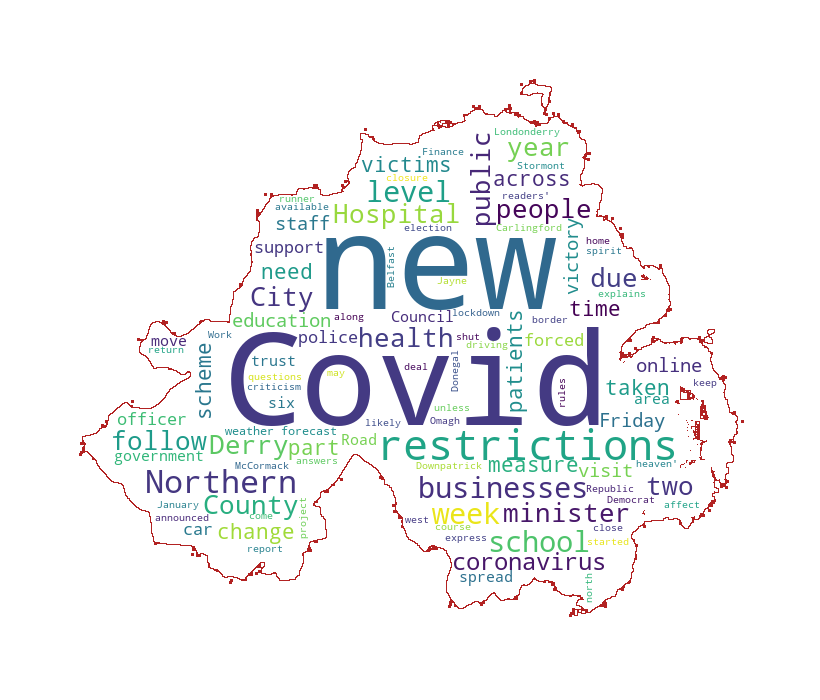 Londonderry
year
Finance
public
victims
Stormont
closure
across
level
readers'
runner
people
available
Hospital
staff
election
Carlingford
victory
home
support
new
spirit
Belfast
need
Jayne
due
explains
City
time
education
along
Council
lockdown
border
move
Work
police
health
shut
driving
forced
return
scheme
trust
deal
Donegal
patients
online
questions
may
Covid
rules
taken
keep
criticism
area
six
unless
officer
likely
Omagh
Friday
weather forecast
follow
Derry
part
Road
restrictions
government
McCormack
answers
Downpatrick
measure
visit
heaven'
Northern
businesses
Republic
two
January
County
come
project
Democrat
affect
announced
west
week
minister
car
change
course
close
express
school
started
report
coronavirus
spread
north